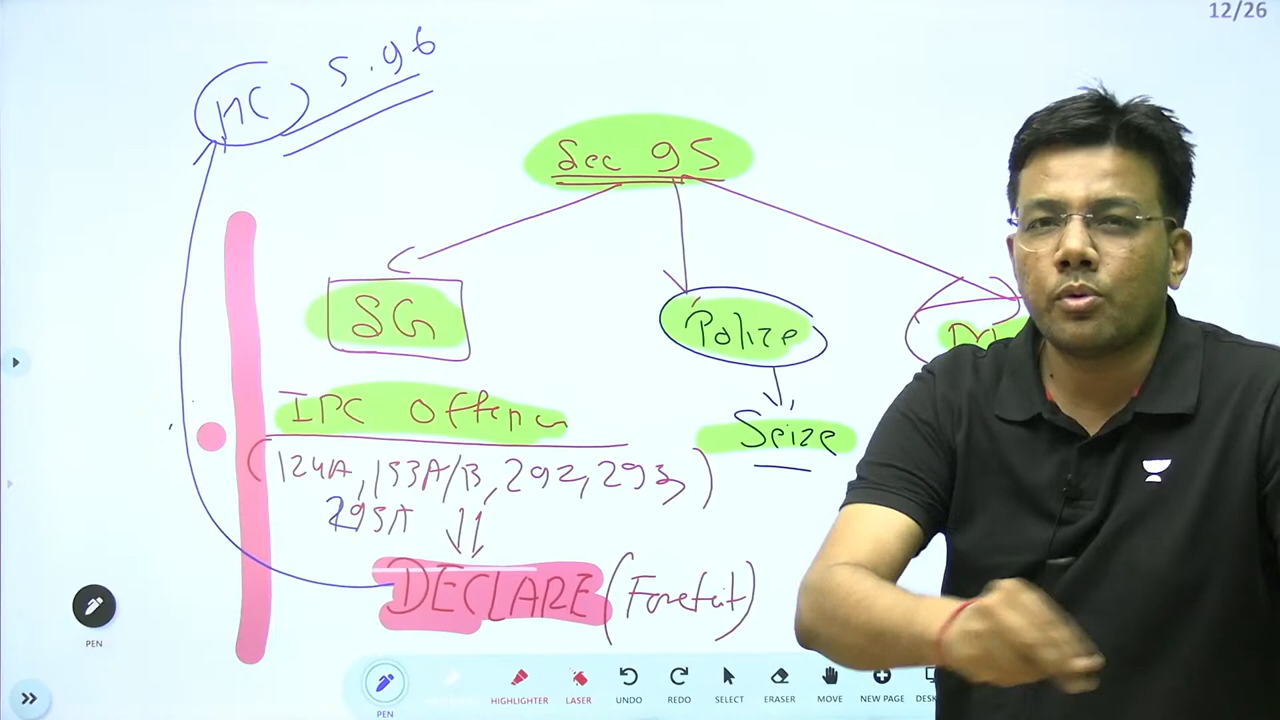 12/26
HC S.96
Sec 95
SG
Polize
IPC Offence
Seize
(124A, 153A/B, 292, 293,)
295A
DECLARE (Forefeit)
PEN
PEN
HIGHLIGHTER
LASER
UNDO
REDO
SELECT
ERASER
MOVE
NEW PAGE